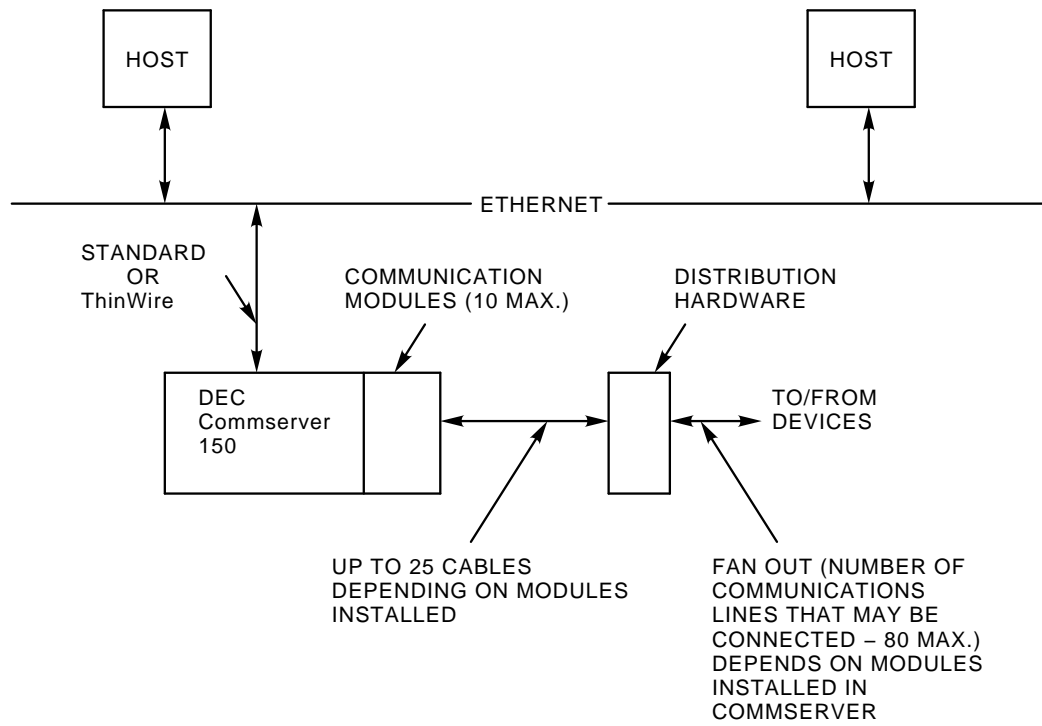 HOST
HOST
ETHERNET
STANDARD
OR
ThinWire
COMMUNICATION
MODULES (10 MAX.)
DISTRIBUTION
HARDWARE
DEC
Commserver
150
TO/FROM
DEVICES
UP TO 25 CABLES
DEPENDING ON MODULES
INSTALLED
FAN OUT (NUMBER OF
COMMUNICATIONS
LINES THAT MAY BE
CONNECTED – 80 MAX.)
DEPENDS ON MODULES
INSTALLED IN
COMMSERVER